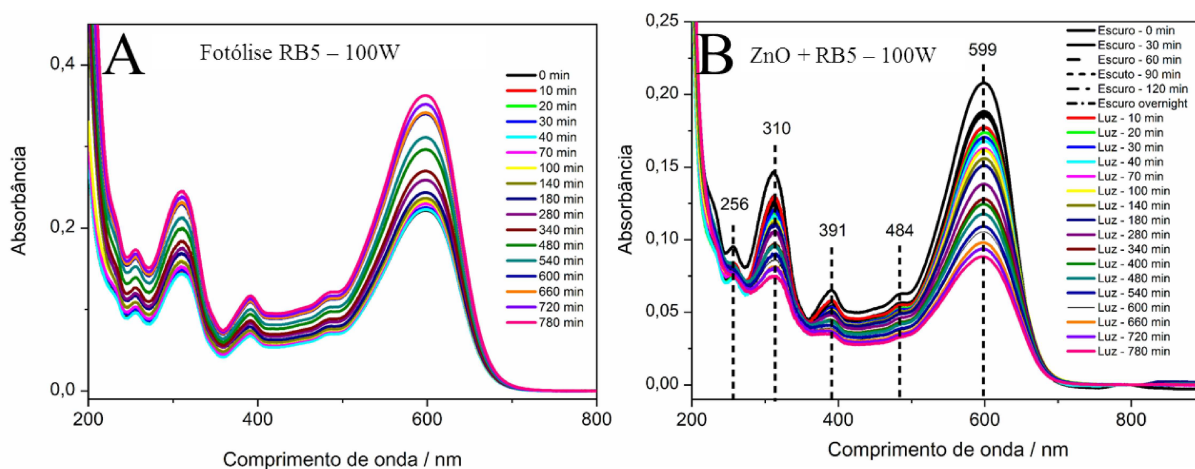 A
Fotólise RB5 – 100W
0,4
0,2
0,0
Absorbância
200
400
600
800
Comprimento de onda / nm
0 min
10 min
20 min
30 min
40 min
70 min
100 min
140 min
180 min
280 min
340 min
480 min
540 min
600 min
660 min
720 min
780 min
B
ZnO + RB5 – 100W
0,25
0,20
0,15
0,10
0,05
0,00
Absorbância
256
310
391
484
599
200
400
600
800
Comprimento de onda / nm
Escuro - 0 min
Escuro - 30 min
Escuro - 60 min
Escuto - 90 min
Escuro - 120 min
Escuro overnight
Luz - 10 min
Luz - 20 min
Luz - 30 min
Luz - 40 min
Luz - 70 min
Luz - 100 min
Luz - 140 min
Luz - 180 min
Luz - 280 min
Luz - 340 min
Luz - 400 min
Luz - 480 min
Luz - 540 min
Luz - 600 min
Luz - 660 min
Luz - 720 min
Luz - 780 min